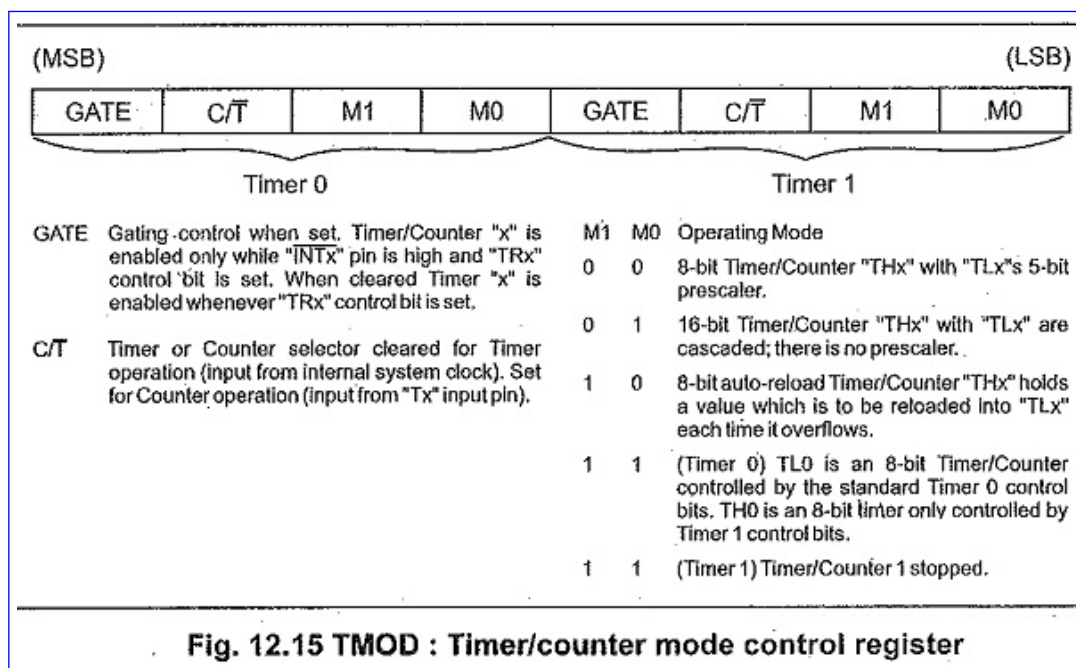 (MSB) (LSB)
GATE C/T̅ M1 M0 GATE C/T̅ M1 M0
Timer 0 Timer 1
GATE Gating control when set. Timer/Counter "x" is
enabled only while "I̅N̅T̅x̅" pin is high and "TRx"
control bit is set. When cleared Timer "x" is
enabled whenever "TRx" control bit is set.
C/T̅ Timer or Counter selector cleared for Timer
operation (input from internal system clock). Set
for Counter operation (input from "Tx" input pin).
M1 M0 Operating Mode
0 0 8-bit Timer/Counter "THx" with "TLx"s 5-bit
prescaler.
0 1 16-bit Timer/Counter "THx" with "TLx" are
cascaded; there is no prescaler.
1 0 8-bit auto-reload Timer/Counter "THx" holds
a value which is to be reloaded into "TLx"
each time it overflows.
1 1 (Timer 0) TL0 is an 8-bit Timer/Counter
controlled by the standard Timer 0 control
bits. TH0 is an 8-bit timer only controlled by
Timer 1 control bits.
1 1 (Timer 1) Timer/Counter 1 stopped.
Fig. 12.15 TMOD : Timer/counter mode control register